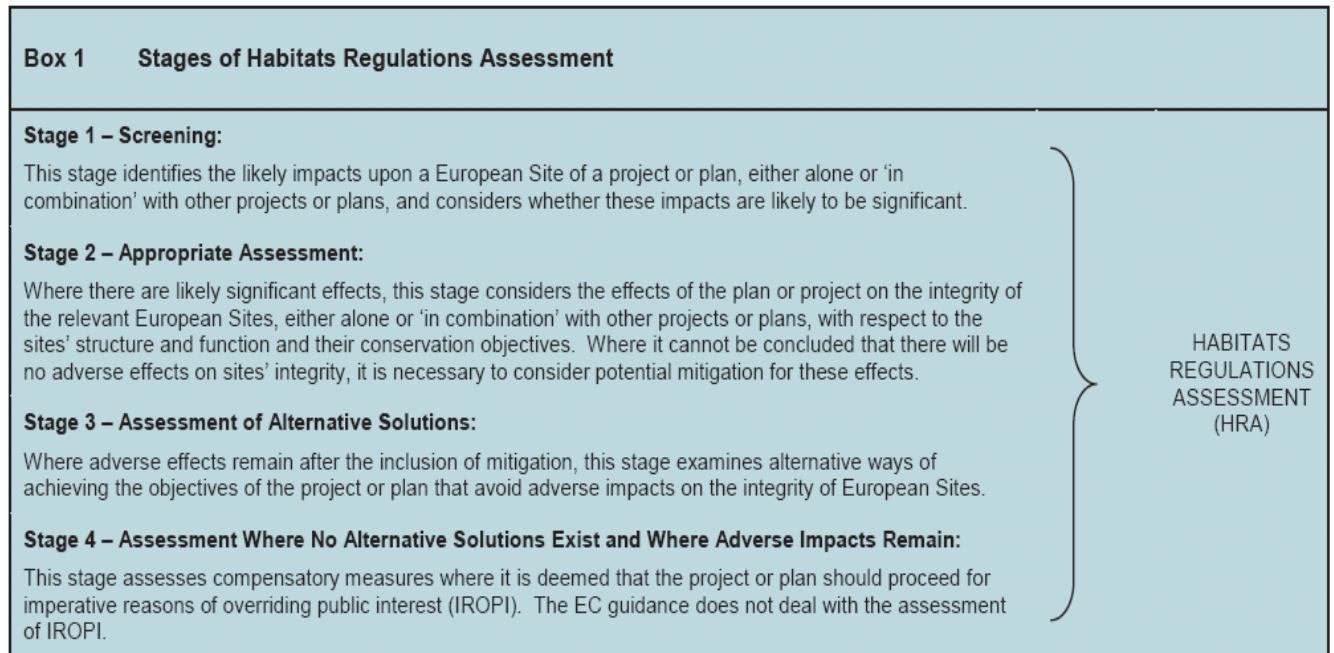 Box 1 Stages of Habitats Regulations Assessment
Stage 1 – Screening:
This stage identifies the likely impacts upon a European Site of a project or plan, either alone or ‘in
combination’ with other projects or plans, and considers whether these impacts are likely to be significant.
Stage 2 – Appropriate Assessment:
Where there are likely significant effects, this stage considers the effects of the plan or project on the integrity of
the relevant European Sites, either alone or ‘in combination’ with other projects or plans, with respect to the
sites’ structure and function and their conservation objectives. Where it cannot be concluded that there will be
no adverse effects on sites’ integrity, it is necessary to consider potential mitigation for these effects.
Stage 3 – Assessment of Alternative Solutions:
Where adverse effects remain after the inclusion of mitigation, this stage examines alternative ways of
achieving the objectives of the project or plan that avoid adverse impacts on the integrity of European Sites.
Stage 4 – Assessment Where No Alternative Solutions Exist and Where Adverse Impacts Remain:
This stage assesses compensatory measures where it is deemed that the project or plan should proceed for
imperative reasons of overriding public interest (IROPI). The EC guidance does not deal with the assessment
of IROPI.
HABITATS
REGULATIONS
ASSESSMENT
(HRA)